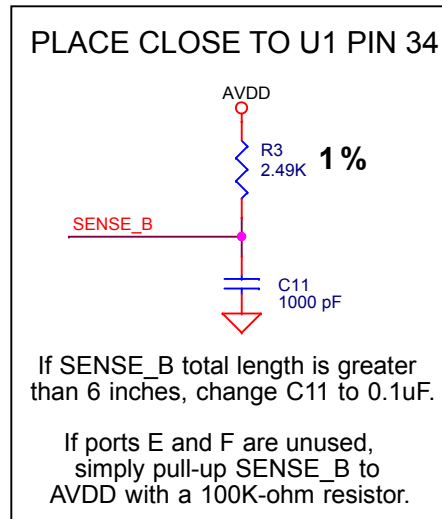 PLACE CLOSE TO U1 PIN 34
AVDD
R3
2.49K
1%
SENSE_B
C11
1000 pF
If SENSE_B total length is greater
than 6 inches, change C11 to 0.1uF.
If ports E and F are unused,
simply pull-up SENSE_B to
AVDD with a 100K-ohm resistor.